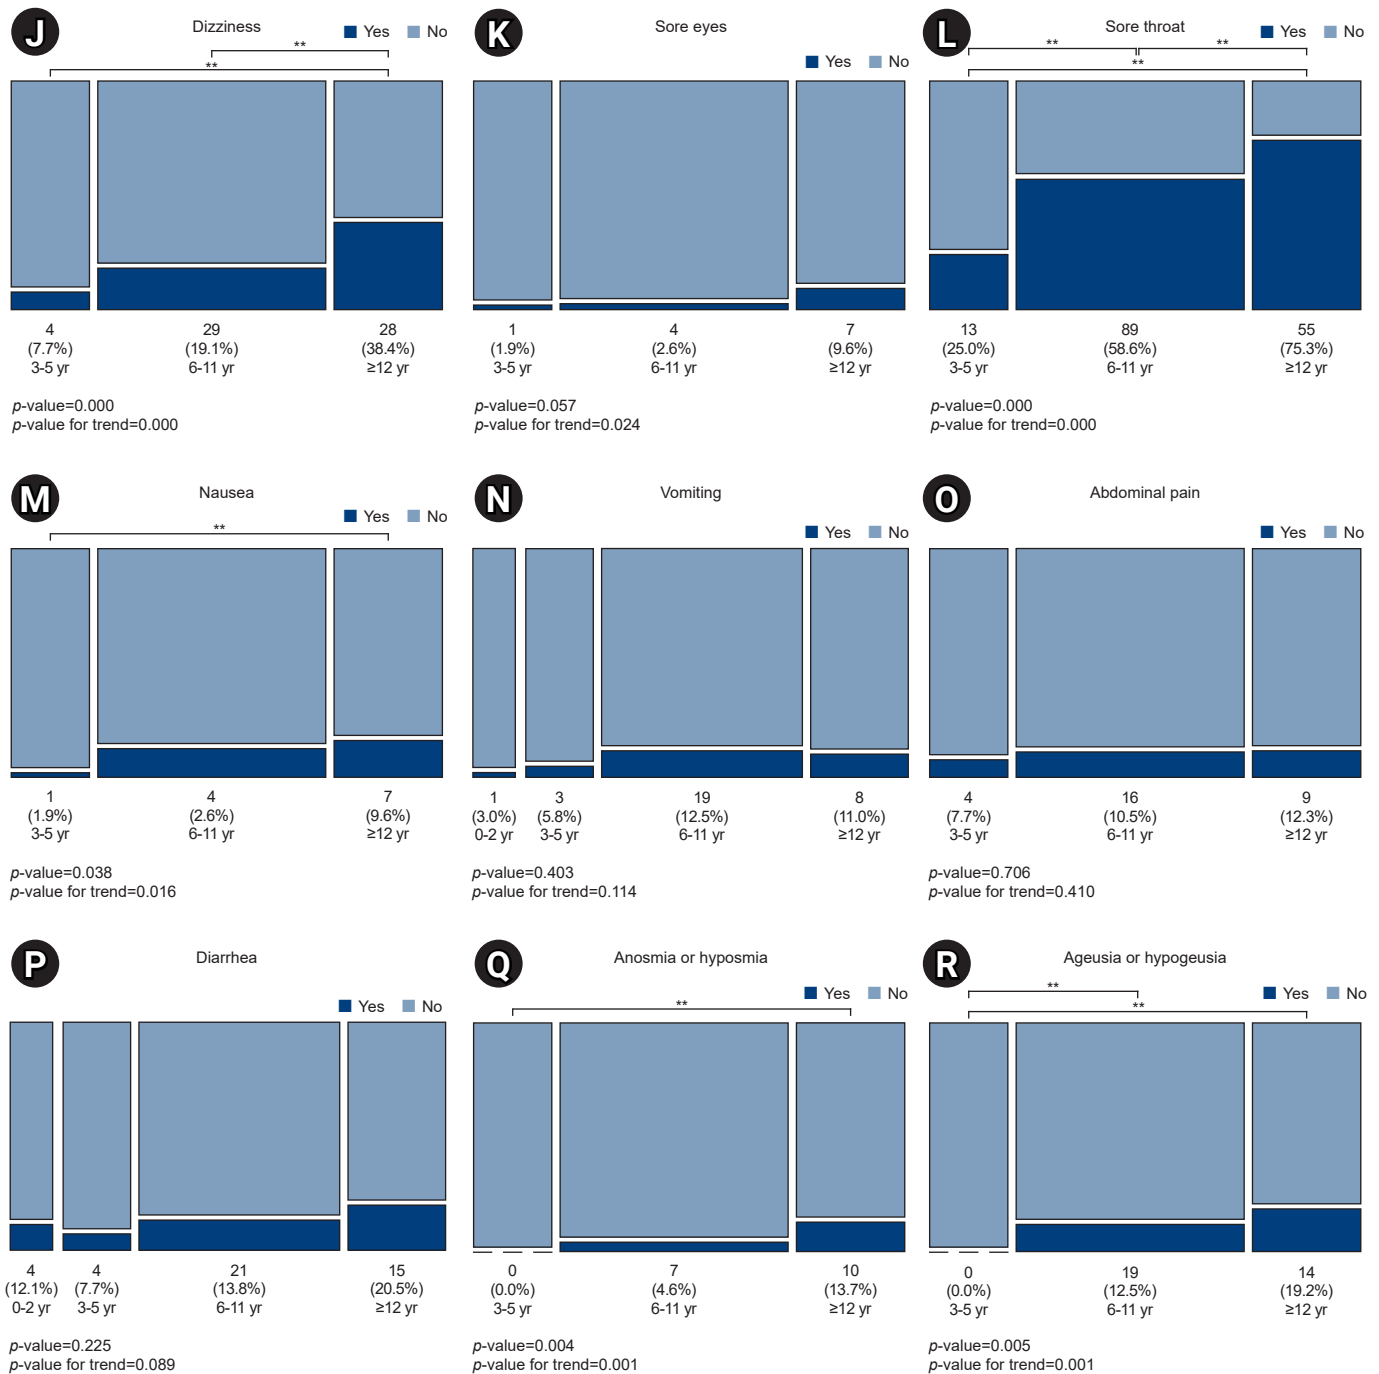 J
Dizziness
Yes No
**
**
4 29 28
(7.7%) (19.1%) (38.4%)
3-5 yr 6-11 yr ≥12 yr
p-value=0.000
p-value for trend=0.000
K
Sore eyes
Yes No
1 4 7
(1.9%) (2.6%) (9.6%)
3-5 yr 6-11 yr ≥12 yr
p-value=0.057
p-value for trend=0.024
L
Sore throat
Yes No
** **
**
13 89 55
(25.0%) (58.6%) (75.3%)
3-5 yr 6-11 yr ≥12 yr
p-value=0.000
p-value for trend=0.000
M
Nausea
Yes No
**
1 4 7
(1.9%) (2.6%) (9.6%)
3-5 yr 6-11 yr ≥12 yr
p-value=0.038
p-value for trend=0.016
N
Vomiting
Yes No
1 3 19 8
(3.0%) (5.8%) (12.5%) (11.0%)
0-2 yr 3-5 yr 6-11 yr ≥12 yr
p-value=0.403
p-value for trend=0.114
O
Abdominal pain
Yes No
4 16 9
(7.7%) (10.5%) (12.3%)
3-5 yr 6-11 yr ≥12 yr
p-value=0.706
p-value for trend=0.410
P
Diarrhea
Yes No
4 4 21 15
(12.1%) (7.7%) (13.8%) (20.5%)
0-2 yr 3-5 yr 6-11 yr ≥12 yr
p-value=0.225
p-value for trend=0.089
Q
Anosmia or hyposmia
Yes No
**
0 7 10
(0.0%) (4.6%) (13.7%)
3-5 yr 6-11 yr ≥12 yr
p-value=0.004
p-value for trend=0.001
R
Ageusia or hypogeusia
Yes No
**
**
0 19 14
(0.0%) (12.5%) (19.2%)
3-5 yr 6-11 yr ≥12 yr
p-value=0.005
p-value for trend=0.001